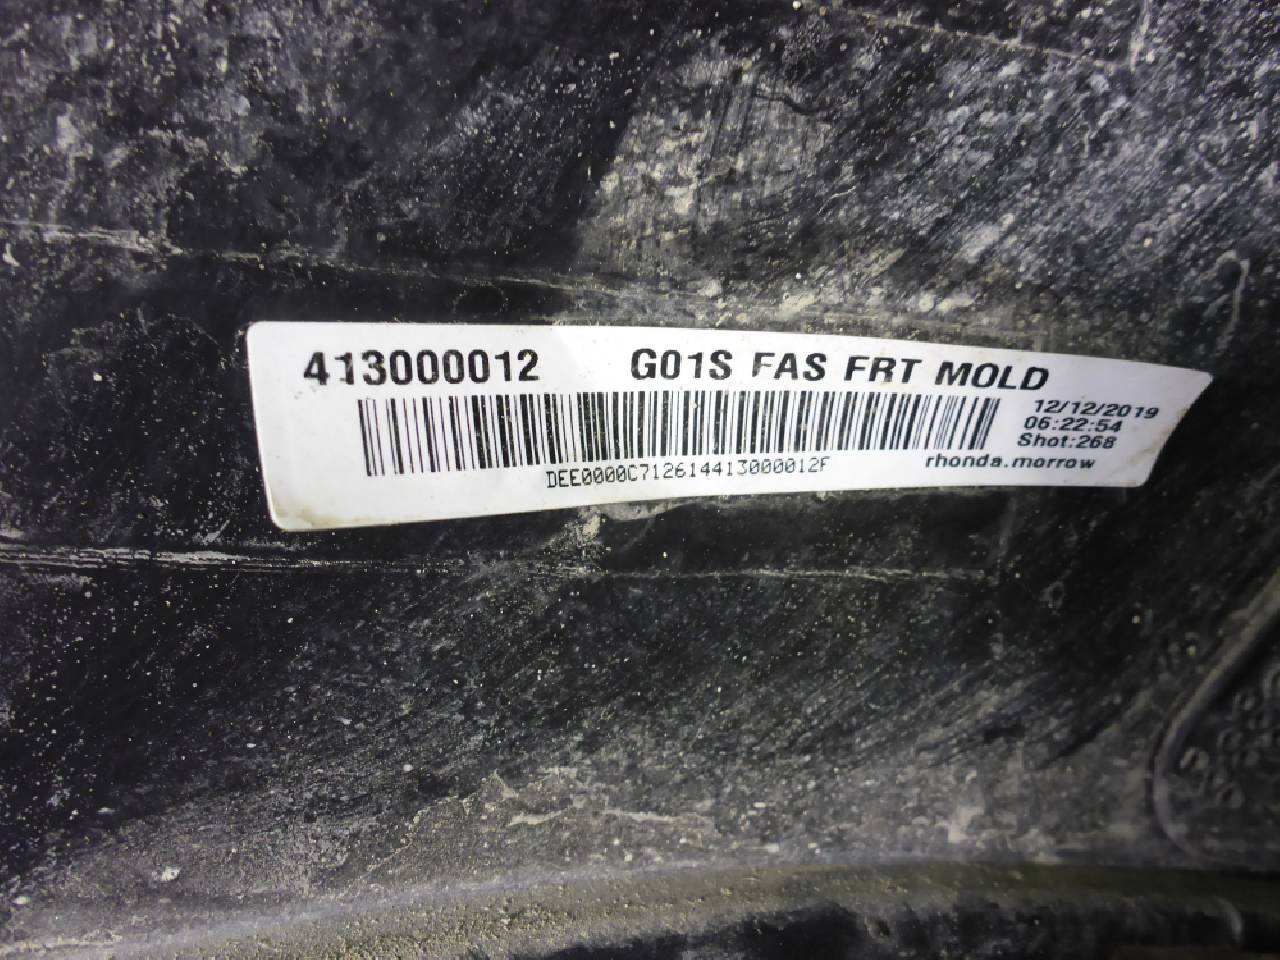 413000012 G01S FAS FRT MOLD
12/12/2019
06:22:54
Shot:268
DEE0000C712614413000012F rhonda.morrow